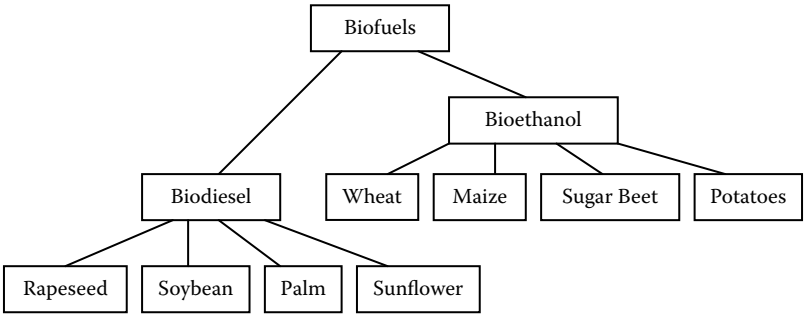 Biofuels
Bioethanol
Biodiesel
Wheat
Maize
Sugar Beet
Potatoes
Rapeseed
Soybean
Palm
Sunflower